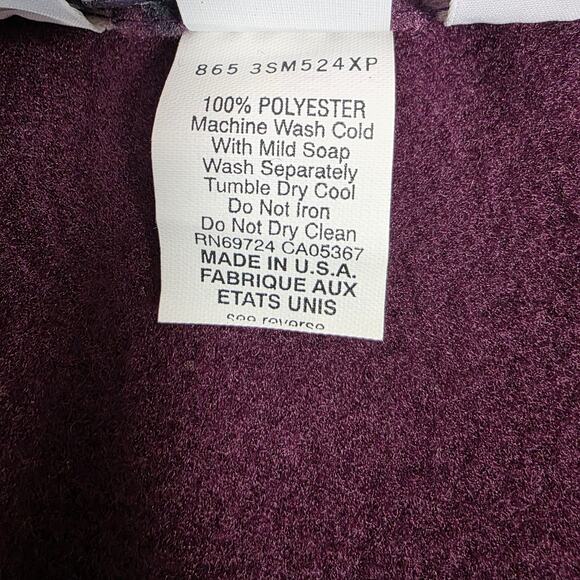 865 3SM524XP
100% POLYESTER
Machine Wash Cold
With Mild Soap
Wash Separately
Tumble Dry Cool
Do Not Iron
Do Not Dry Clean
RN69724 CA05367
MADE IN U.S.A.
FABRIQUE AUX
ETATS UNIS
see reverse